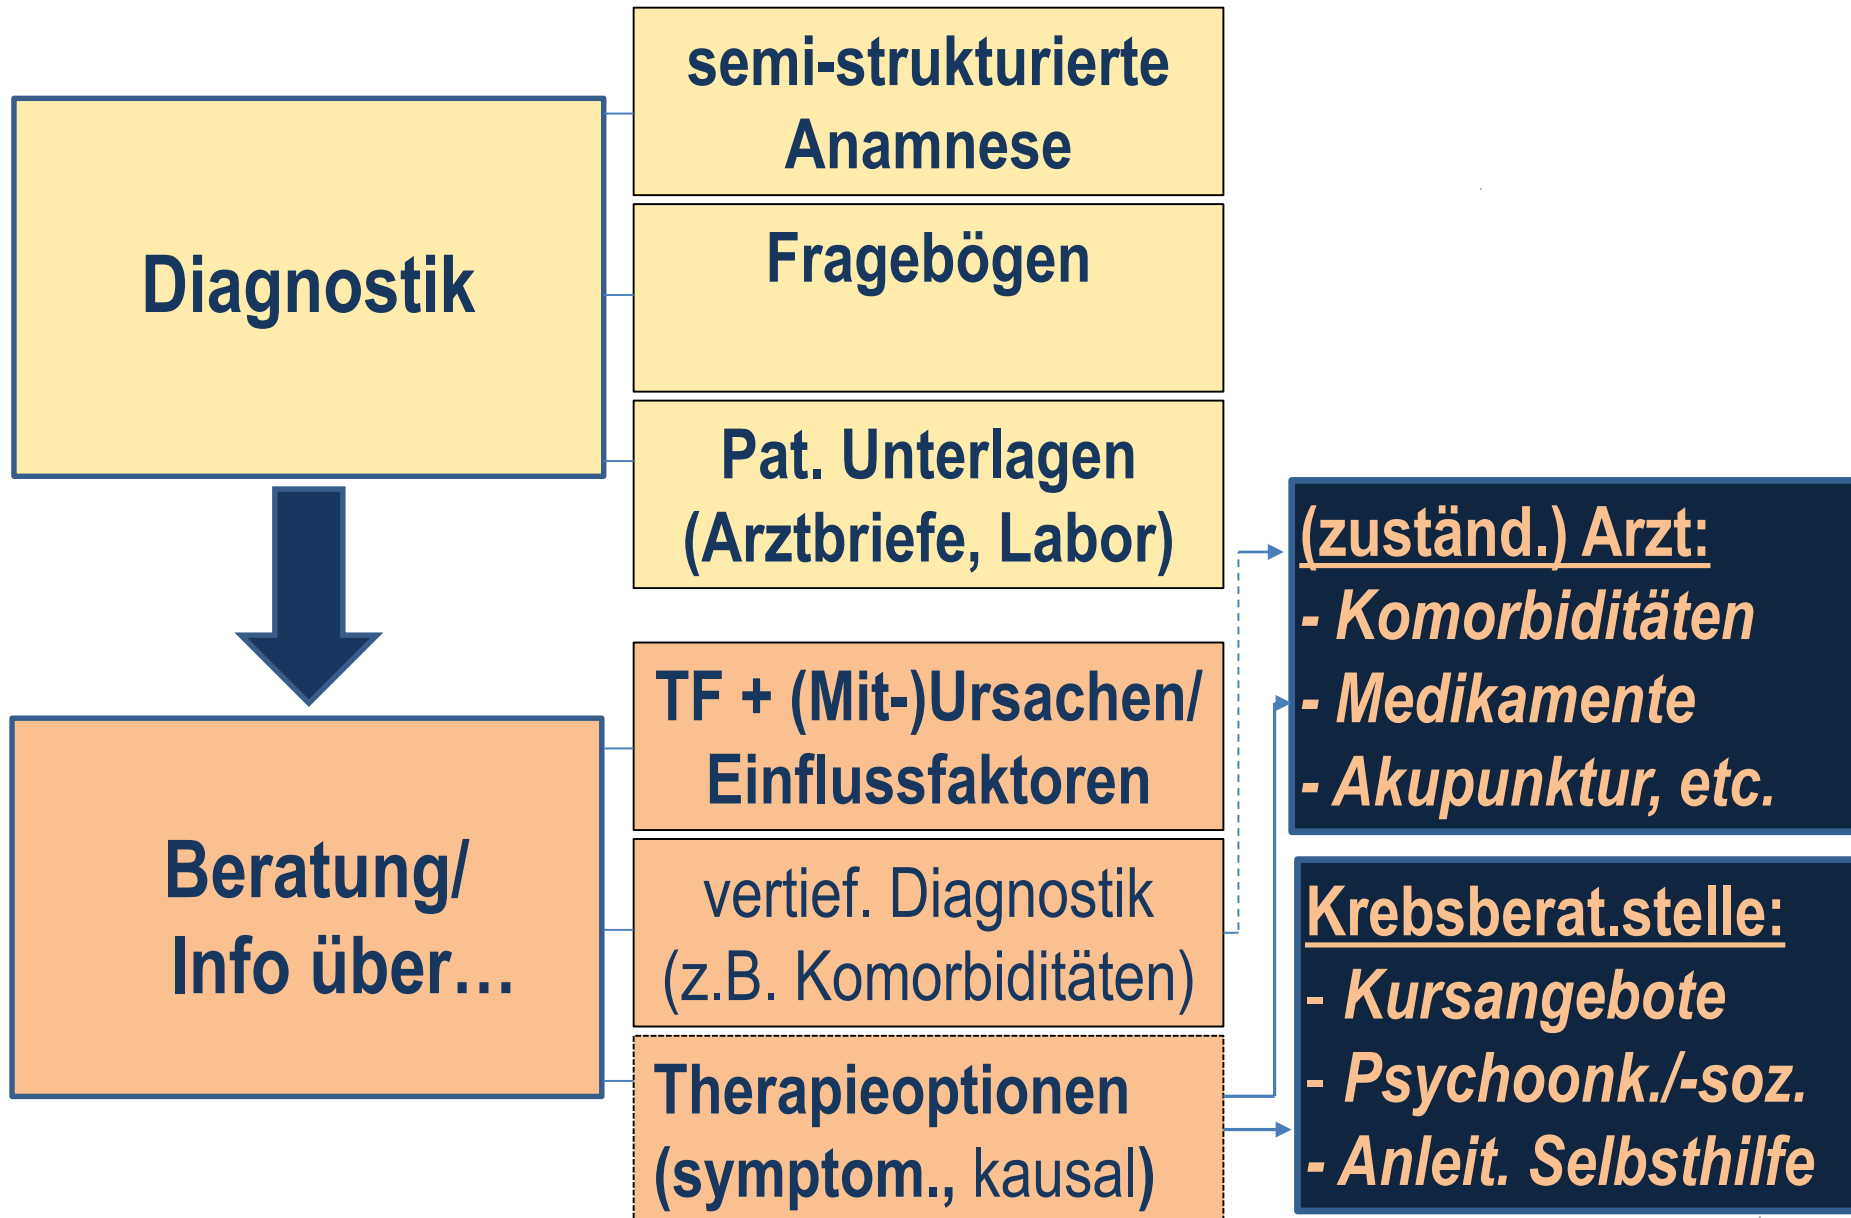 Diagnostik
semi-strukturierte
Anamnese
Fragebögen
Pat. Unterlagen
(Arztbriefe, Labor)
Beratung/
Info über…
TF + (Mit-)Ursachen/
Einflussfaktoren
vertief. Diagnostik
(z.B. Komorbiditäten)
Therapieoptionen
(symptom., kausal)
(zuständ.) Arzt:
- Komorbiditäten
- Medikamente
- Akupunktur, etc.
Krebsberat.stelle:
- Kursangebote
- Psychoonk./-soz.
- Anleit. Selbsthilfe